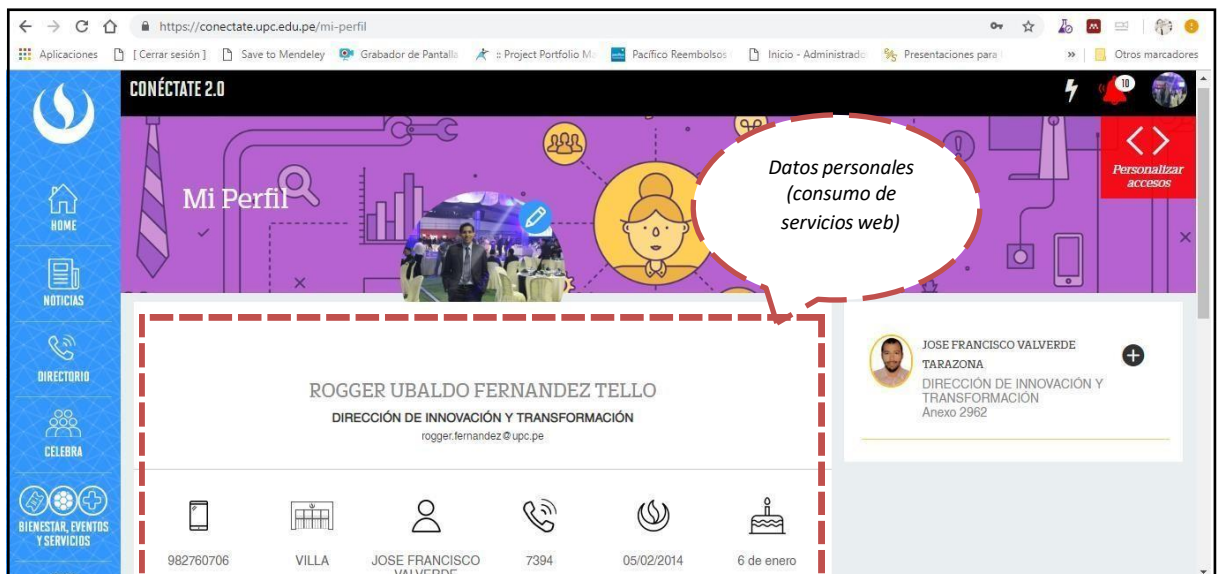 https://conectate.upc.edu.pe/mi-perfil
Aplicaciones
[ Cerrar sesión ]
Save to Mendeley
Grabador de Pantalla
:: Project Portfolio Ma
Pacífico Reembolsos
Inicio - Administrado
Presentaciones para
»
Otros marcadores
CONÉCTATE 2.0
10
Mi Perfil
Datos personales
(consumo de
servicios web)
Personalizar
accesos
HOME
NOTICIAS
DIRECTORIO
CELEBRA
BIENESTAR, EVENTOS
Y SERVICIOS
ROGGER UBALDO FERNANDEZ TELLO
DIRECCIÓN DE INNOVACIÓN Y TRANSFORMACIÓN
rogger.fernandez@upc.pe
982760706
VILLA
JOSE FRANCISCO
VALVERDE
7394
05/02/2014
6 de enero
JOSE FRANCISCO VALVERDE
TARAZONA
DIRECCIÓN DE INNOVACIÓN Y
TRANSFORMACIÓN
Anexo 2962